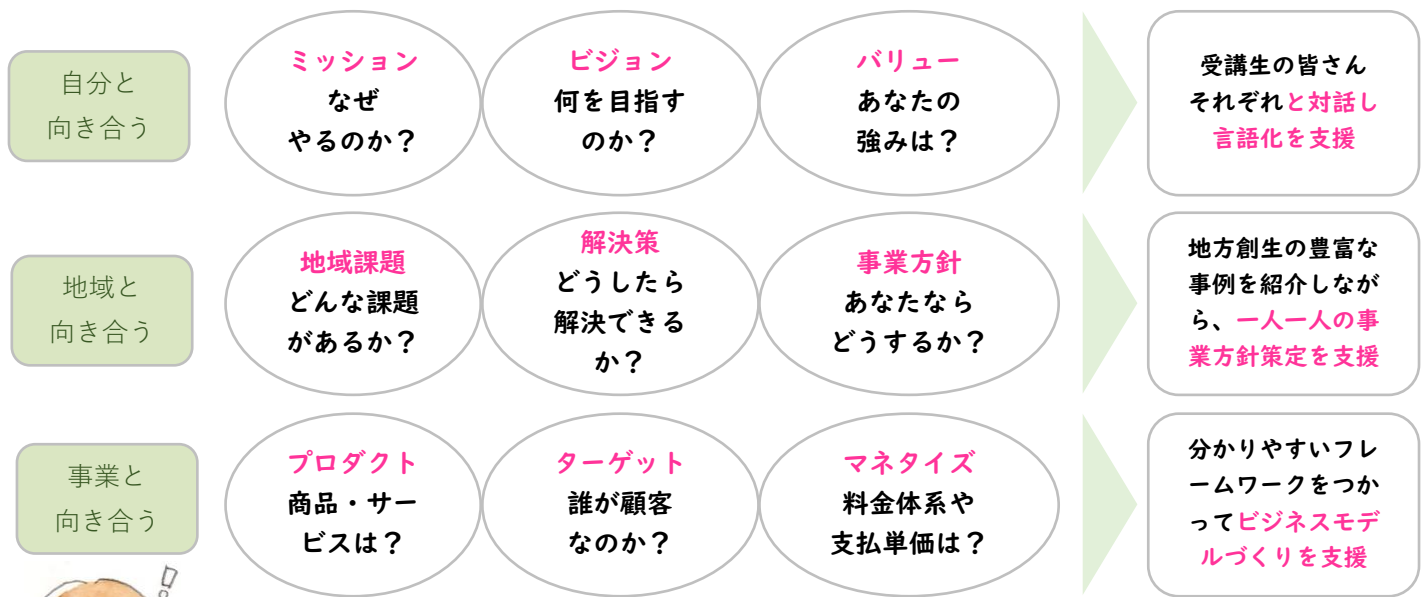 自分と
向き合う
ミッション
なぜ
やるのか？
ビジョン
何を目指す
のか？
バリュー
あなたの
強みは？
受講生の皆さん
それぞれと対話し
言語化を支援
地域と
向き合う
地域課題
どんな課題
があるか？
解決策
どうしたら
解決できる
か？
事業方針
あなたなら
どうするか？
地方創生の豊富な
事例を紹介しなが
ら、一人一人の事
業方針策定を支援
事業と
向き合う
プロダクト
商品・サー
ビスは？
ターゲット
誰が顧客
なのか？
マネタイズ
料金体系や
支払単価は？
分かりやすいフレ
ームワークをつか
ってビジネスモデ
ルづくりを支援